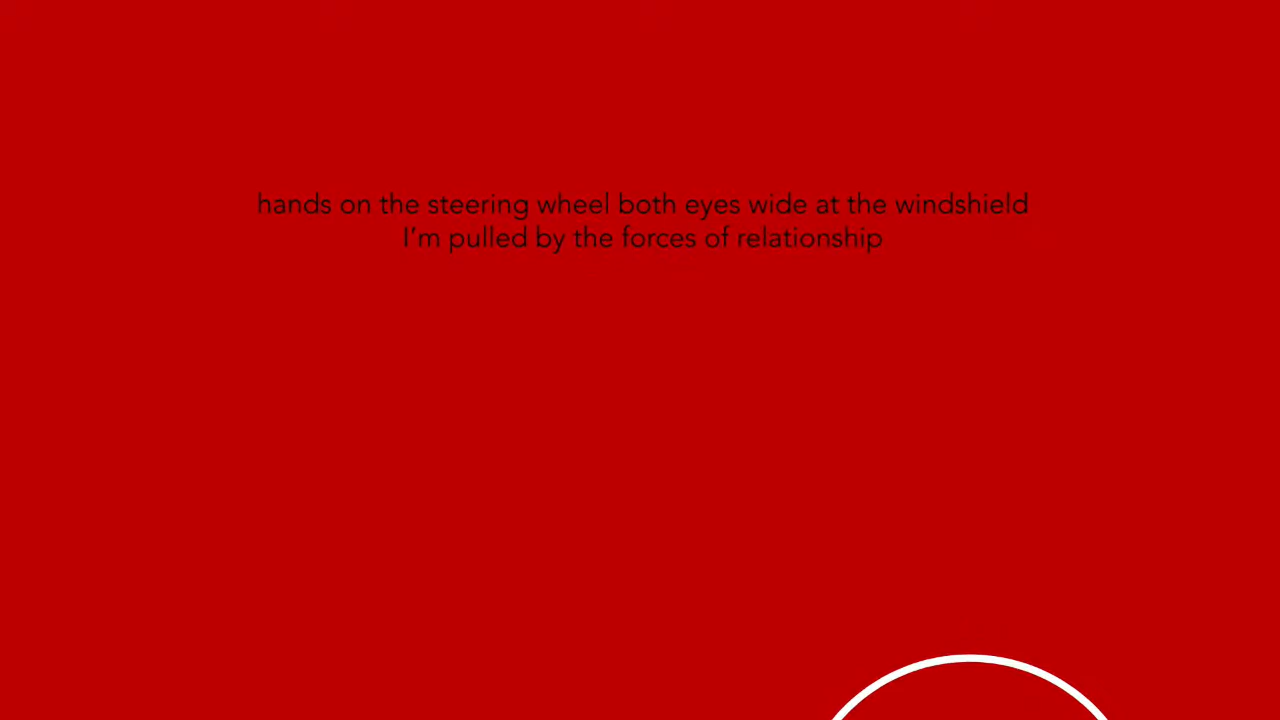 hands on the steering wheel both eyes wide at the windshield
I’m pulled by the forces of relationship